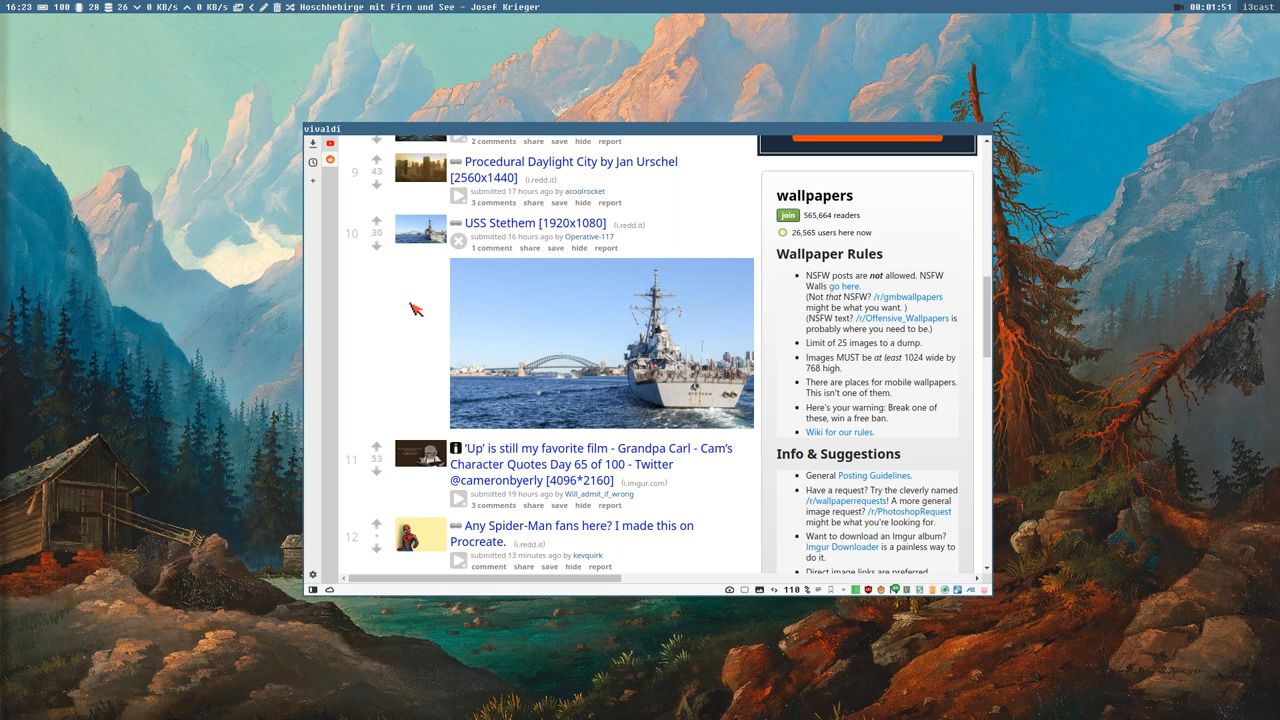 16:23 100 28 26 0 KB/s 0 KB/s Hoschhebirge mit Firn und See - Josef Krieger 00:01:51 i3cast
vivaldi
2 comments share save hide report
9 43 Procedural Daylight City by Jan Urschel
[2560x1440] (i.redd.it)
submitted 17 hours ago by acoolrocket
3 comments share save hide report
10 30 USS Stethem [1920x1080] (i.redd.it)
submitted 16 hours ago by Operative-117
1 comment share save hide report
STETHEM
11 53 ‘Up’ is still my favorite film - Grandpa Carl - Cam’s
Character Quotes Day 65 of 100 - Twitter
@cameronbyerly [4096*2160] (i.imgur.com)
submitted 19 hours ago by Will_admit_if_wrong
3 comments share save hide report
12 • Any Spider-Man fans here? I made this on
Procreate. (i.redd.it)
submitted 13 minutes ago by kevquirk
comment share save hide report
wallpapers
join 565,664 readers
26,565 users here now
Wallpaper Rules
NSFW posts are not allowed. NSFW
Walls go here.
(Not that NSFW? /r/gmbwallpapers
might be what you want. )
(NSFW text? /r/Offensive_Wallpapers is
probably where you need to be.)
Limit of 25 images to a dump.
Images MUST be at least 1024 wide by
768 high.
There are places for mobile wallpapers.
This isn't one of them.
Here's your warning: Break one of
these, win a free ban.
Wiki for our rules.
Info & Suggestions
General Posting Guidelines.
Have a request? Try the cleverly named
/r/wallpaperrequests! A more general
image request? /r/PhotoshopRequest
might be what you're looking for.
Want to download an Imgur album?
Imgur Downloader is a painless way to
do it.
Direct image links are preferred
110 %